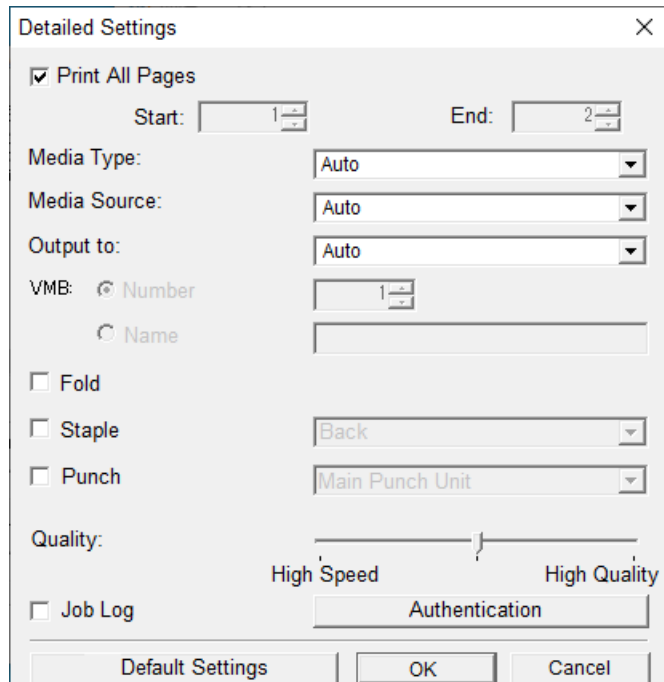 Detailed Settings
Print All Pages
Start: 1 End: 2
Media Type: Auto
Media Source: Auto
Output to: Auto
VMB: Number 1
Name
Fold
Staple Back
Punch Main Punch Unit
Quality:
High Speed High Quality
Job Log Authentication
Default Settings OK Cancel